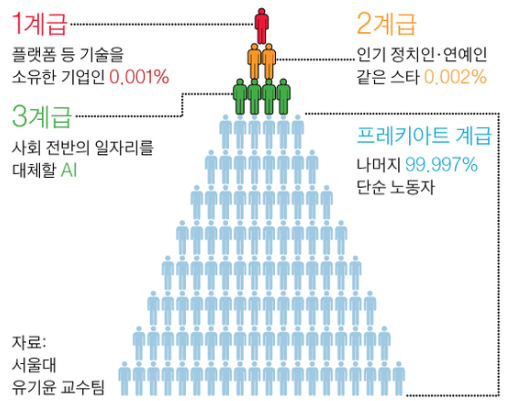 1계급
플랫폼 등 기술을
소유한 기업인 0.001%
2계급
인기 정치인·연예인
같은 스타 0.002%
3계급
사회 전반의 일자리를
대체할 AI
프레키아트 계급
나머지 99.997%
단순 노동자
자료:
서울대
유기윤 교수팀